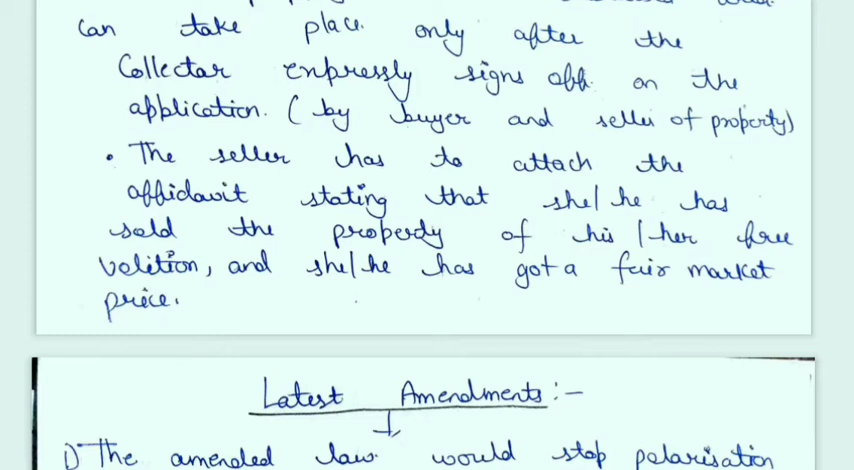 can take place only after the
Collectar expressly signs off on the
application. ( by buyer and seller of property)
• The seller has to attach the
affidavit stating that she/he has
sold the property of his/her free
volition, and she/he has got a fair market
price.
Latest Amendments :-
1) The amended law would stop polarisation